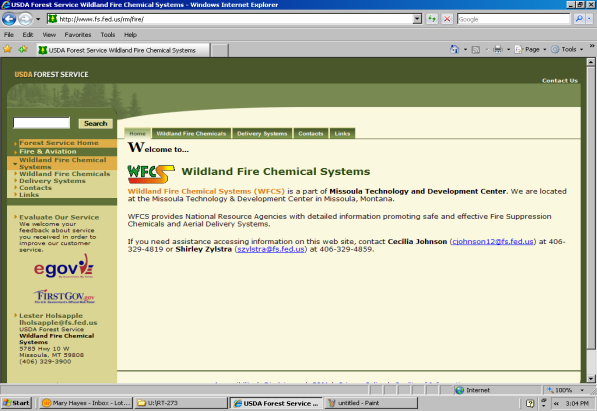 USDA Forest Service Wildland Fire Chemical Systems - Windows Internet Explorer
http://www.fs.fed.us/rm/fire/
Google
File Edit View Favorites Tools Help
USDA Forest Service Wildland Fire Chemical Systems
Page Tools
USDA FOREST SERVICE
Contact Us
Search
Home Wildland Fire Chemicals Delivery Systems Contacts Links
Forest Service Home
Fire & Aviation
Wildland Fire Chemical
Systems
Wildland Fire Chemicals
Delivery Systems
Contacts
Links
Evaluate Our Service
We welcome your
feedback about service
you received in order to
improve our customer
service.
egov
FIRSTGOV.gov
Lester Holsapple
lholsapple@fs.fed.us
USDA Forest Service
Wildland Fire Chemical
Systems
5785 Hwy 10 W
Missoula, MT 59808
(406) 329-3900
Welcome to...
WFCS Wildland Fire Chemical Systems
Wildland Fire Chemical Systems (WFCS) is a part of Missoula Technology and Development Center. We are located
at the Missoula Technology & Development Center in Missoula, Montana.
WFCS provides National Resource Agencies with detailed information promoting safe and effective Fire Suppression
Chemicals and Aerial Delivery Systems.
If you need assistance accessing information on this web site, contact Cecilia Johnson (cjohnson12@fs.fed.us) at 406-
329-4819 or Shirley Zylstra (szylstra@fs.fed.us) at 406-329-4859.
Internet 100%
Start Mary Hayes - Inbox - Lot... U:\RT-273 USDA Forest Service ... untitled - Paint 3:04 PM